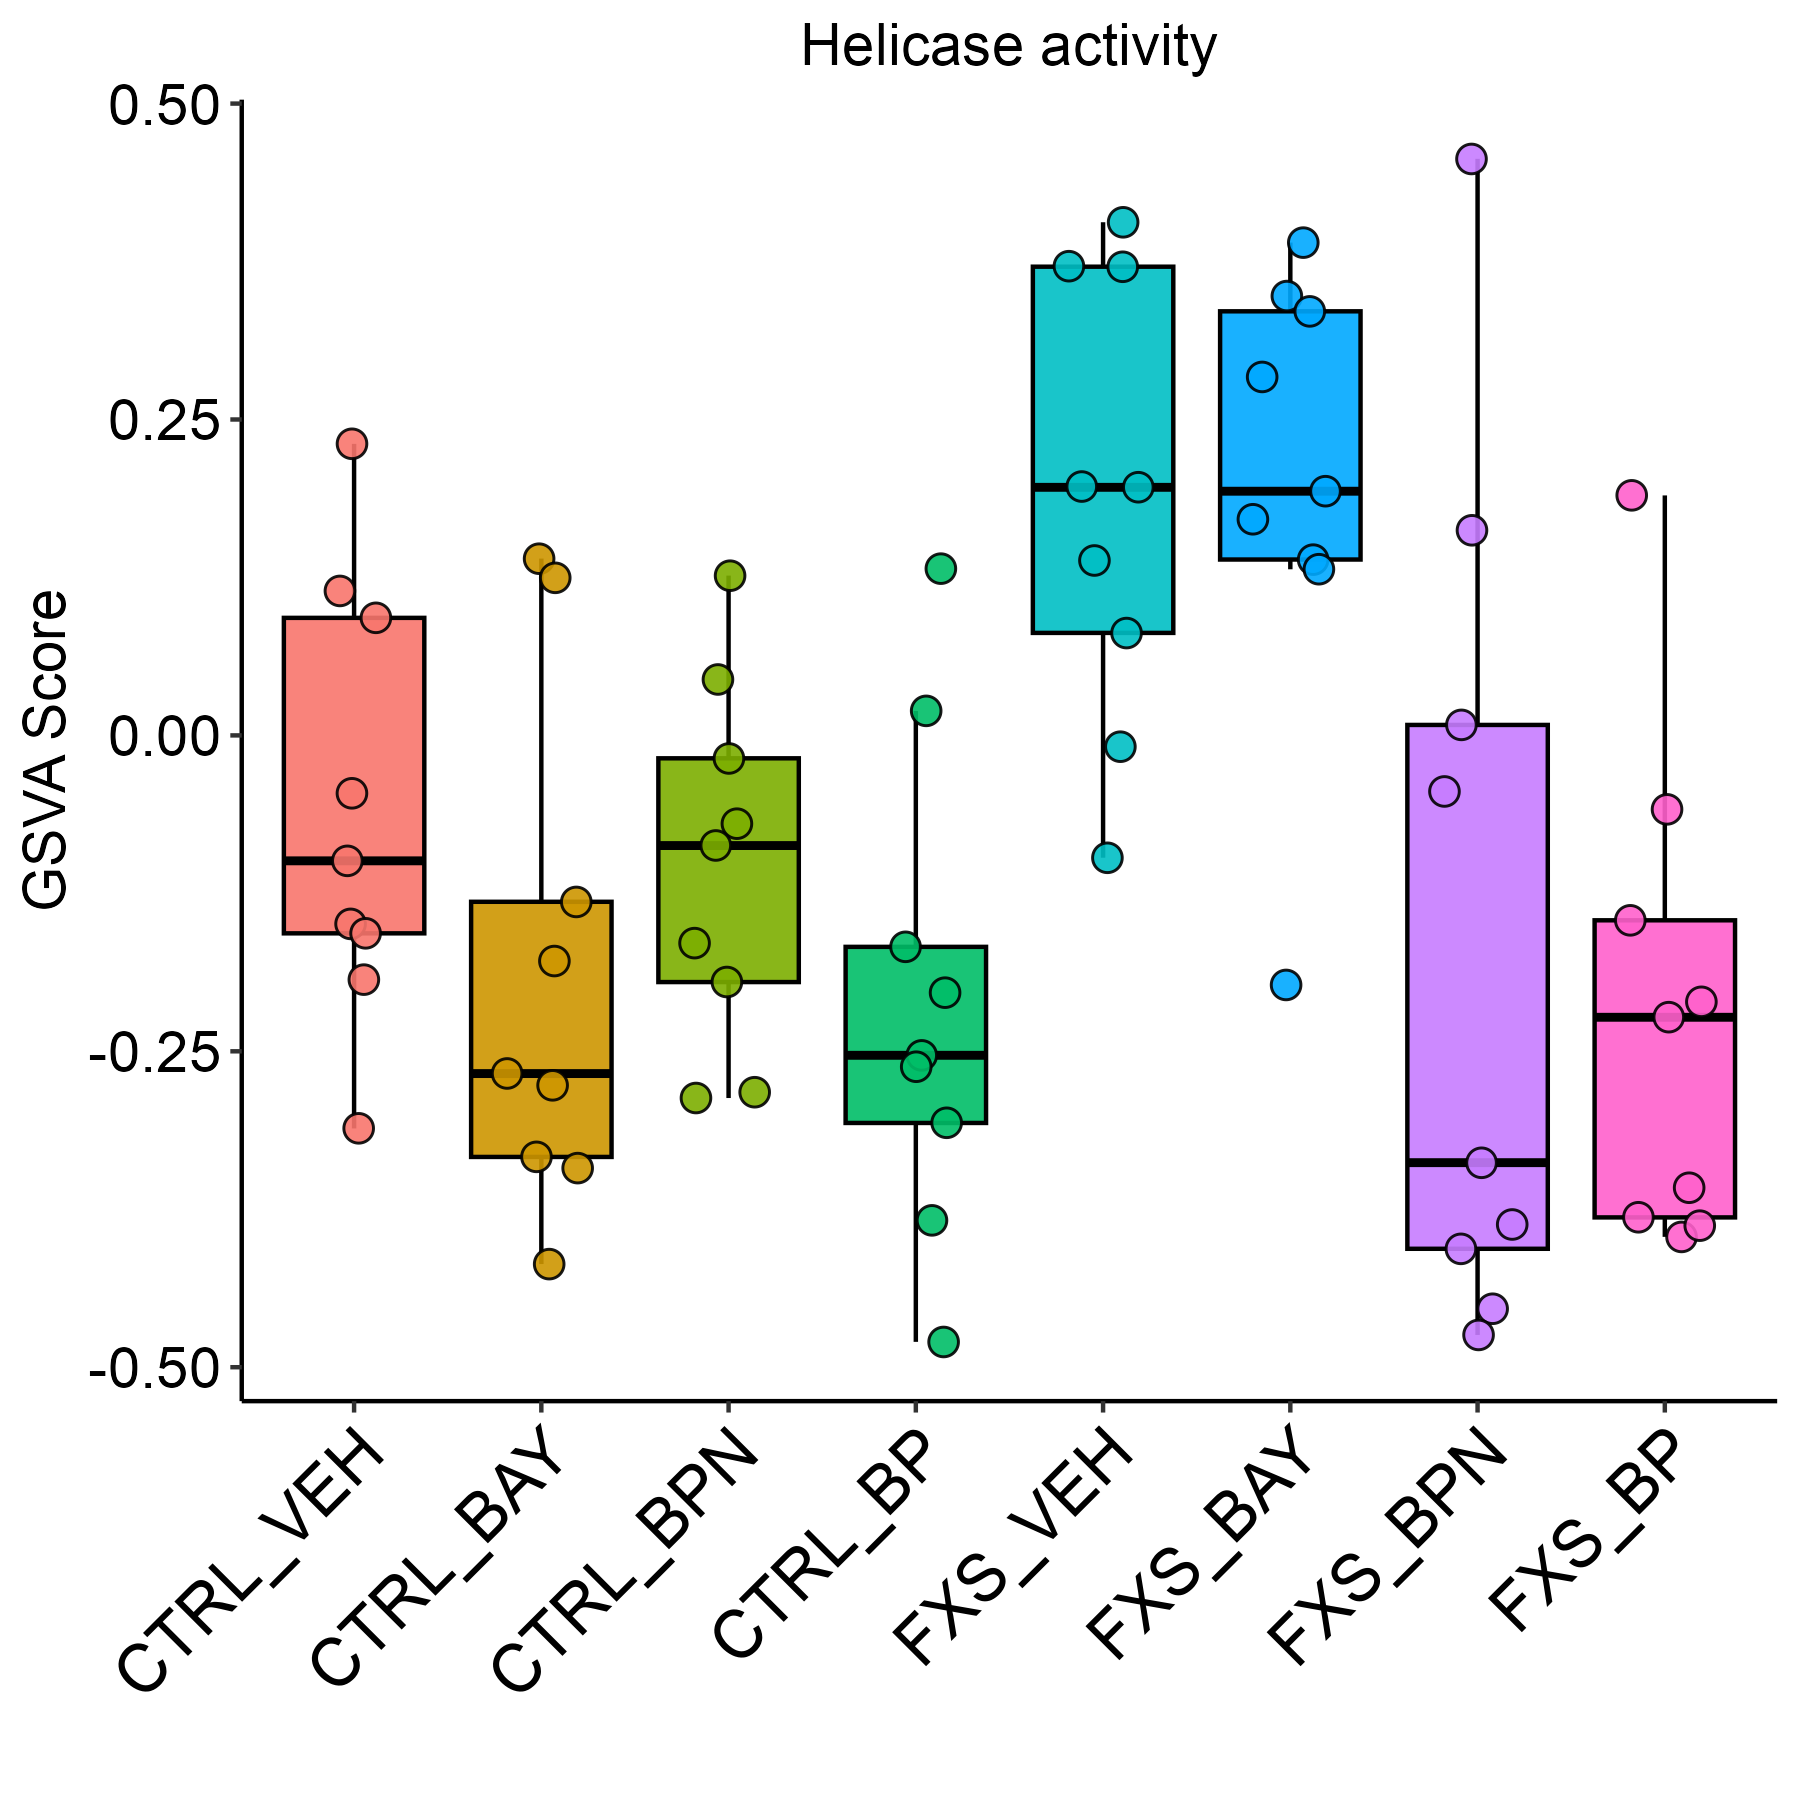 Helicase activity
0.50
0.25
0.00
-0.25
-0.50
GSVA Score
CTRL_VEH
CTRL_BAY
CTRL_BPN
CTRL_BP
FXS_VEH
FXS_BAY
FXS_BPN
FXS_BP